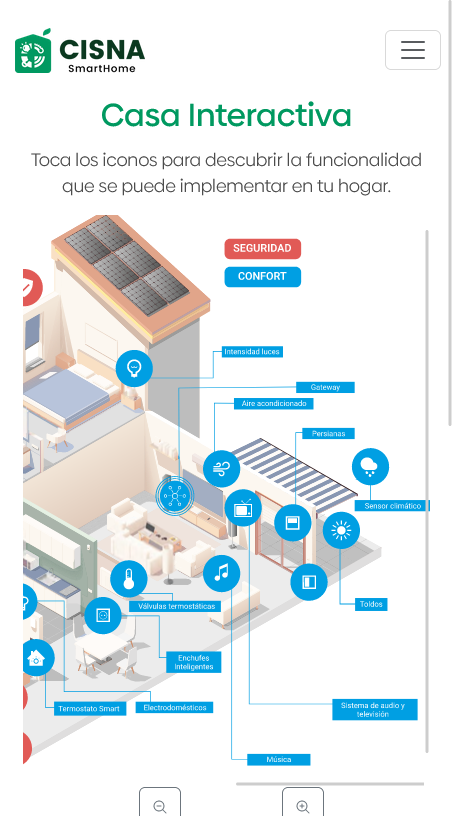 CISNA
SmartHome
Casa Interactiva
Toca los iconos para descubrir la funcionalidad
que se puede implementar en tu hogar.
SEGURIDAD
CONFORT
Intensidad luces
Gateway
Aire acondicionado
Persianas
Sensor climático
Válvulas termostáticas
Toldos
Enchufes
Inteligentes
Termostato Smart
Electrodomésticos
Sistema de audio y
televisión
Música